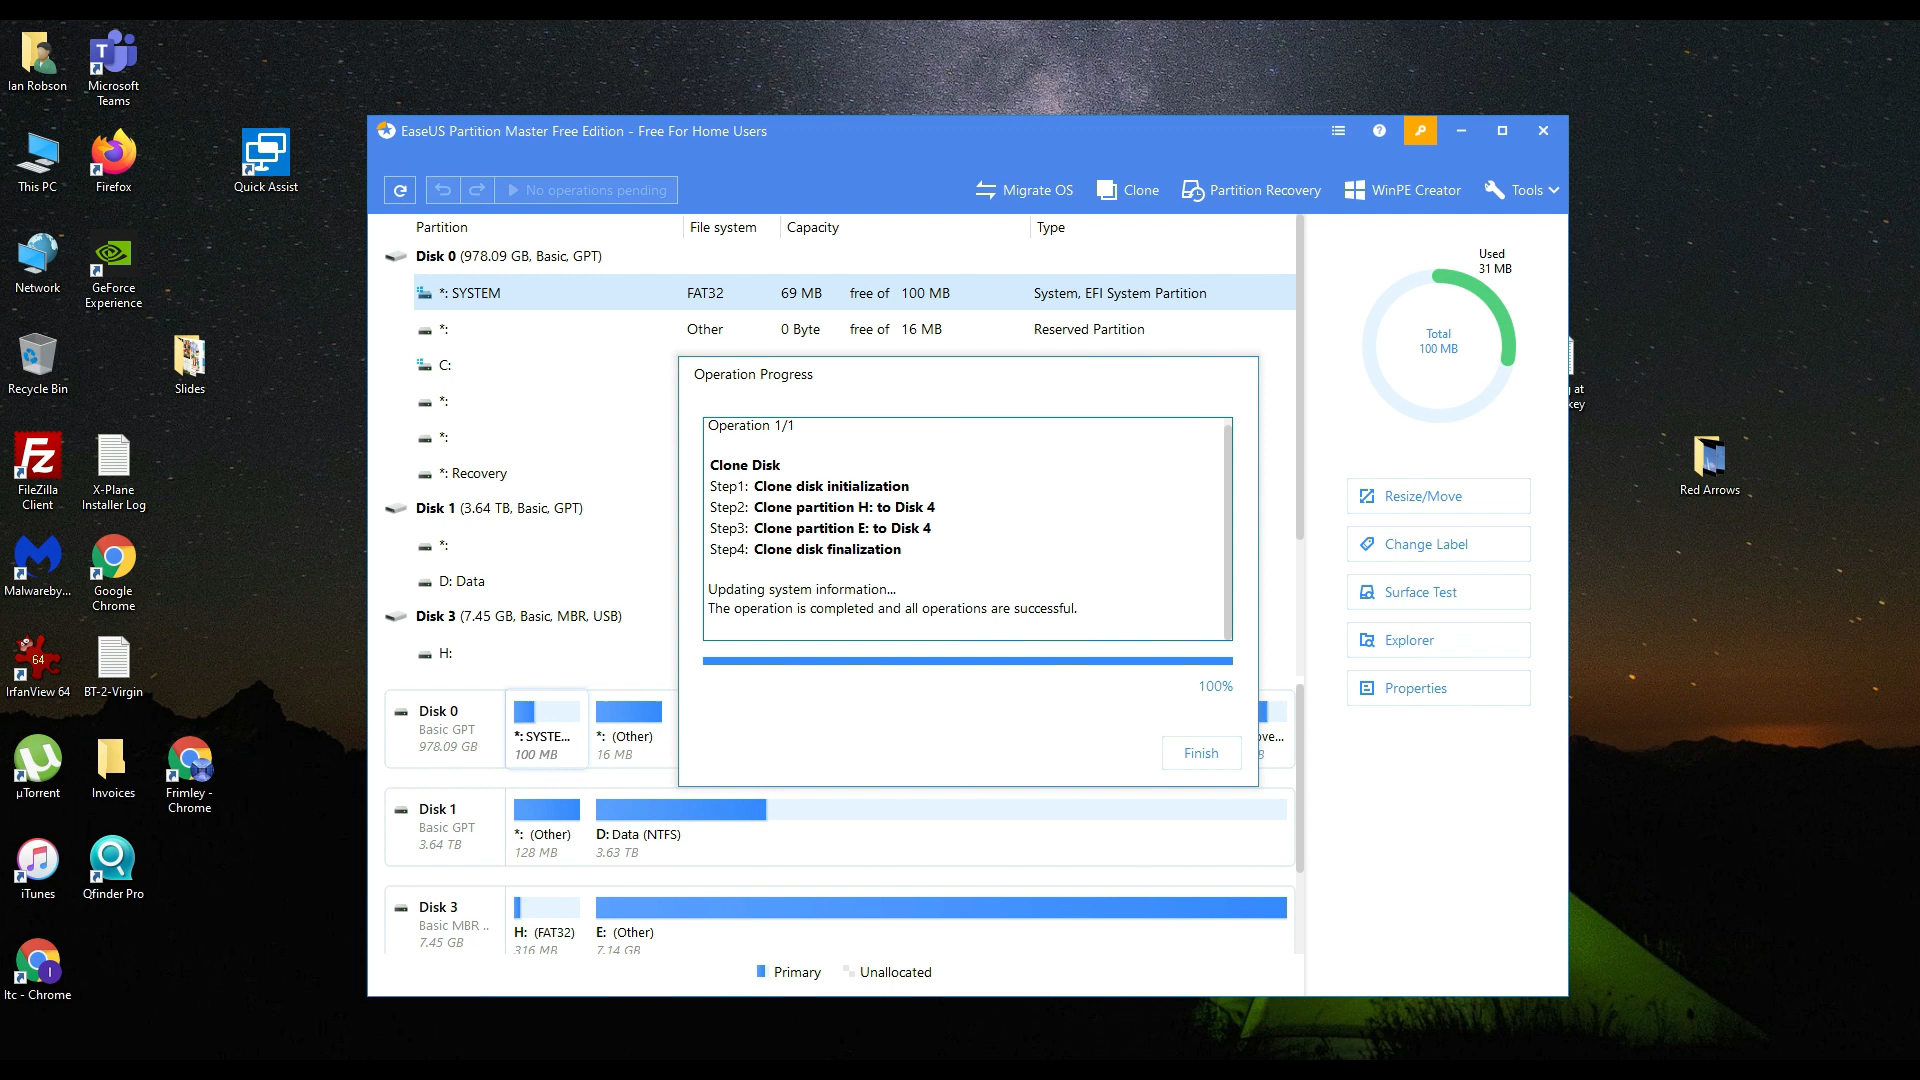 Ian Robson
Microsoft
Teams
This PC
Firefox
Quick Assist
Network
GeForce
Experience
Recycle Bin
Slides
FileZilla
Client
X-Plane
Installer Log
Malwareby...
Google
Chrome
64
IrfanView 64
BT-2-Virgin
µTorrent
Invoices
Frimley -
Chrome
iTunes
Qfinder Pro
I
Itc - Chrome
EaseUS Partition Master Free Edition - Free For Home Users
No operations pending
Migrate OS
Clone
Partition Recovery
WinPE Creator
Tools
Partition File system Capacity Type
Disk 0 (978.09 GB, Basic, GPT)
*: SYSTEM FAT32 69 MB free of 100 MB System, EFI System Partition
*: Other 0 Byte free of 16 MB Reserved Partition
C:
*:
*:
*: Recovery
Disk 1 (3.64 TB, Basic, GPT)
*:
D: Data
Disk 3 (7.45 GB, Basic, MBR, USB)
H:
Operation Progress
Operation 1/1
Clone Disk
Step1: Clone disk initialization
Step2: Clone partition H: to Disk 4
Step3: Clone partition E: to Disk 4
Step4: Clone disk finalization
Updating system information...
The operation is completed and all operations are successful.
100%
Finish
Disk 0
Basic GPT
978.09 GB
*: SYSTE...
100 MB
*: (Other)
16 MB
ove...
B
Disk 1
Basic GPT
3.64 TB
*: (Other)
128 MB
D: Data (NTFS)
3.63 TB
Disk 3
Basic MBR ..
7.45 GB
H: (FAT32)
316 MB
E: (Other)
7.14 GB
Primary
Unallocated
Used
31 MB
Total
100 MB
Resize/Move
Change Label
Surface Test
Explorer
Properties
at
key
Red Arrows